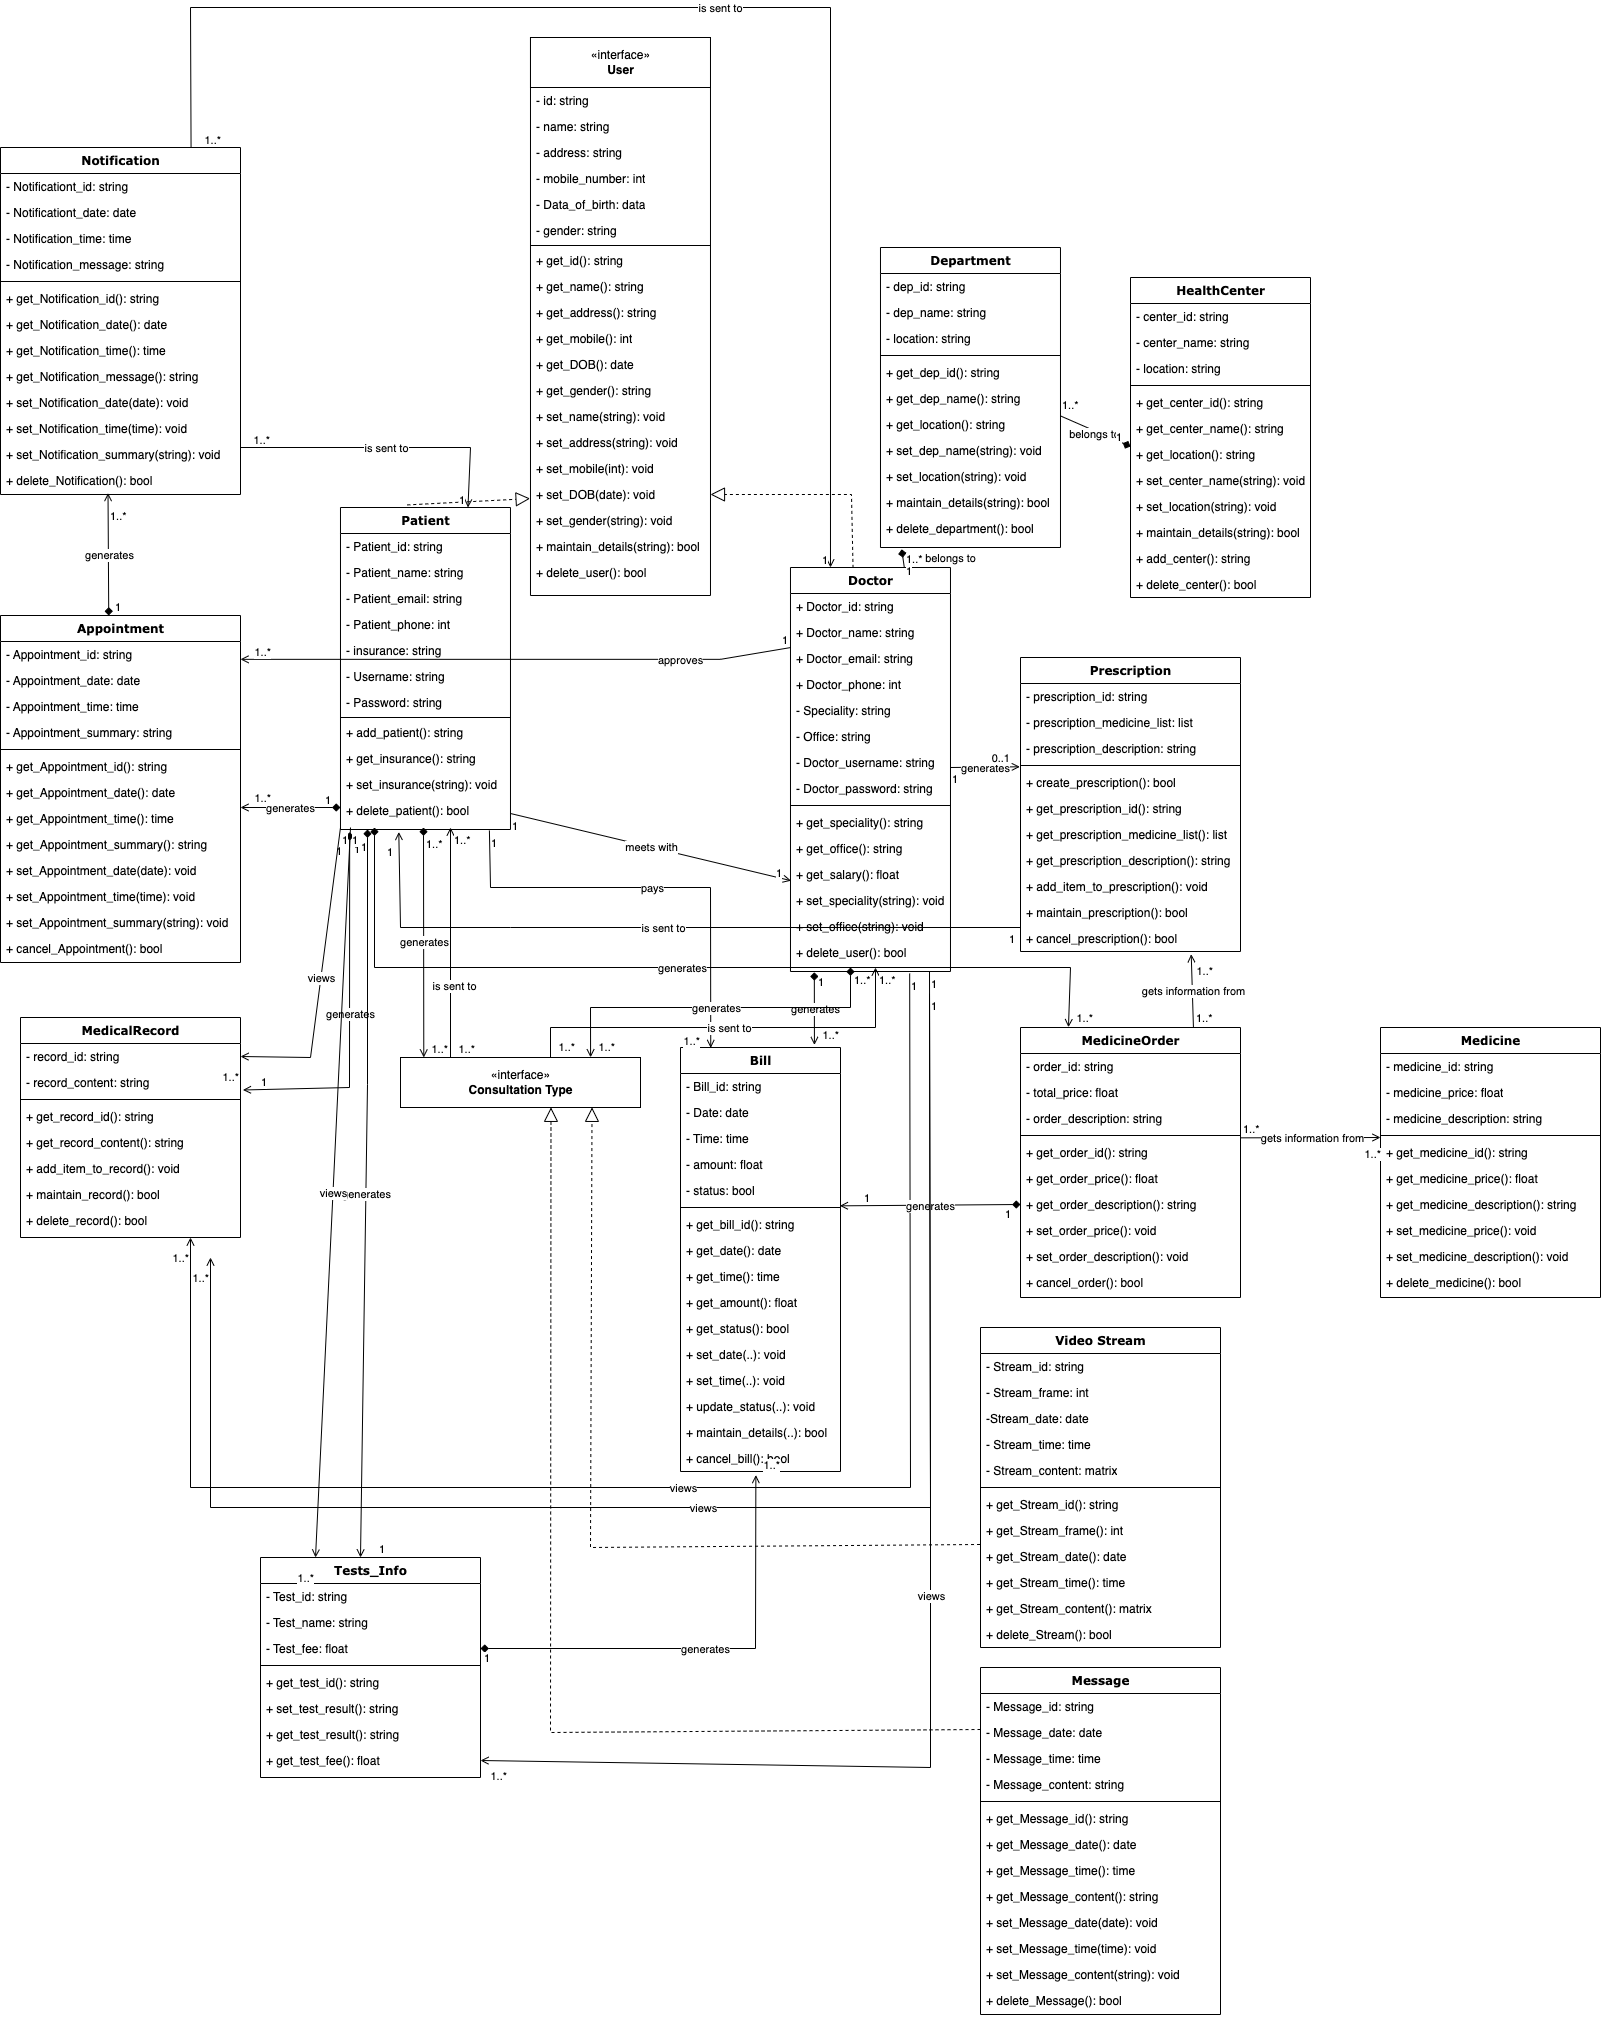 is sent to
1..*
«interface»
User
- id: string
- name: string
- address: string
- mobile_number: int
- Data_of_birth: data
- gender: string
+ get_id(): string
+ get_name(): string
+ get_address(): string
+ get_mobile(): int
+ get_DOB(): date
+ get_gender(): string
+ set_name(string): void
+ set_address(string): void
+ set_mobile(int): void
+ set_DOB(date): void
+ set_gender(string): void
+ maintain_details(string): bool
+ delete_user(): bool
Notification
- Notificationt_id: string
- Notificationt_date: date
- Notification_time: time
- Notification_message: string
+ get_Notification_id(): string
+ get_Notification_date(): date
+ get_Notification_time(): time
+ get_Notification_message(): string
+ set_Notification_date(date): void
+ set_Notification_time(time): void
+ set_Notification_summary(string): void
+ delete_Notification(): bool
1..*
is sent to
1
1..*
generates
1
Department
- dep_id: string
- dep_name: string
- location: string
+ get_dep_id(): string
+ get_dep_name(): string
+ get_location(): string
+ set_dep_name(string): void
+ set_location(string): void
+ maintain_details(string): bool
+ delete_department(): bool
1..*
belongs to
1
HealthCenter
- center_id: string
- center_name: string
- location: string
+ get_center_id(): string
+ get_center_name(): string
+ get_location(): string
+ set_center_name(string): void
+ set_location(string): void
+ maintain_details(string): bool
+ add_center(): string
+ delete_center(): bool
1
1..* belongs to
1
Patient
- Patient_id: string
- Patient_name: string
- Patient_email: string
- Patient_phone: int
- insurance: string
- Username: string
- Password: string
+ add_patient(): string
+ get_insurance(): string
+ set_insurance(string): void
+ delete_patient(): bool
Doctor
+ Doctor_id: string
+ Doctor_name: string
+ Doctor_email: string
+ Doctor_phone: int
- Speciality: string
- Office: string
- Doctor_username: string
- Doctor_password: string
+ get_speciality(): string
+ get_office(): string
+ get_salary(): float
+ set_speciality(string): void
+ set_office(string): void
+ delete_user(): bool
Appointment
- Appointment_id: string
- Appointment_date: date
- Appointment_time: time
- Appointment_summary: string
+ get_Appointment_id(): string
+ get_Appointment_date(): date
+ get_Appointment_time(): time
+ get_Appointment_summary(): string
+ set_Appointment_date(date): void
+ set_Appointment_time(time): void
+ set_Appointment_summary(string): void
+ cancel_Appointment(): bool
1..*
approves
1
1..*
generates
1
Prescription
- prescription_id: string
- prescription_medicine_list: list
- prescription_description: string
+ create_prescription(): bool
+ get_prescription_id(): string
+ get_prescription_medicine_list(): list
+ get_prescription_description(): string
+ add_item_to_prescription(): void
+ maintain_prescription(): bool
+ cancel_prescription(): bool
0..1
generates
1
1
meets with
1
1
1
1
1
1
1..*
1..*
1
pays
is sent to
1
generates
is sent to
generates
views
generates
1..*
gets information from
1..*
1
1..*
1..*
1
1
1
generates
generates
is sent to
1..*
1..*
1..*
1..*
1..*
1..*
1..*
MedicalRecord
- record_id: string
- record_content: string
+ get_record_id(): string
+ get_record_content(): string
+ add_item_to_record(): void
+ maintain_record(): bool
+ delete_record(): bool
1..*
1
«interface»
Consultation Type
Bill
- Bill_id: string
- Date: date
- Time: time
- amount: float
- status: bool
+ get_bill_id(): string
+ get_date(): date
+ get_time(): time
+ get_amount(): float
+ get_status(): bool
+ set_date(..): void
+ set_time(..): void
+ update_status(..): void
+ maintain_details(..): bool
+ cancel_bill(): bool
1..*
MedicineOrder
- order_id: string
- total_price: float
- order_description: string
+ get_order_id(): string
+ get_order_price(): float
+ get_order_description(): string
+ set_order_price(): void
+ set_order_description(): void
+ cancel_order(): bool
1
generates
1
1..*
gets information from
1..*
Medicine
- medicine_id: string
- medicine_price: float
- medicine_description: string
+ get_medicine_id(): string
+ get_medicine_price(): float
+ get_medicine_description(): string
+ set_medicine_price(): void
+ set_medicine_description(): void
+ delete_medicine(): bool
views
generates
1..*
1..*
views
views
Video Stream
- Stream_id: string
- Stream_frame: int
-Stream_date: date
- Stream_time: time
- Stream_content: matrix
+ get_Stream_id(): string
+ get_Stream_frame(): int
+ get_Stream_date(): date
+ get_Stream_time(): time
+ get_Stream_content(): matrix
+ delete_Stream(): bool
1
Tests_Info
1..*
- Test_id: string
- Test_name: string
- Test_fee: float
+ get_test_id(): string
+ set_test_result(): string
+ get_test_result(): string
+ get_test_fee(): float
1
generates
views
1..*
Message
- Message_id: string
- Message_date: date
- Message_time: time
- Message_content: string
+ get_Message_id(): string
+ get_Message_date(): date
+ get_Message_time(): time
+ get_Message_content(): string
+ set_Message_date(date): void
+ set_Message_time(time): void
+ set_Message_content(string): void
+ delete_Message(): bool